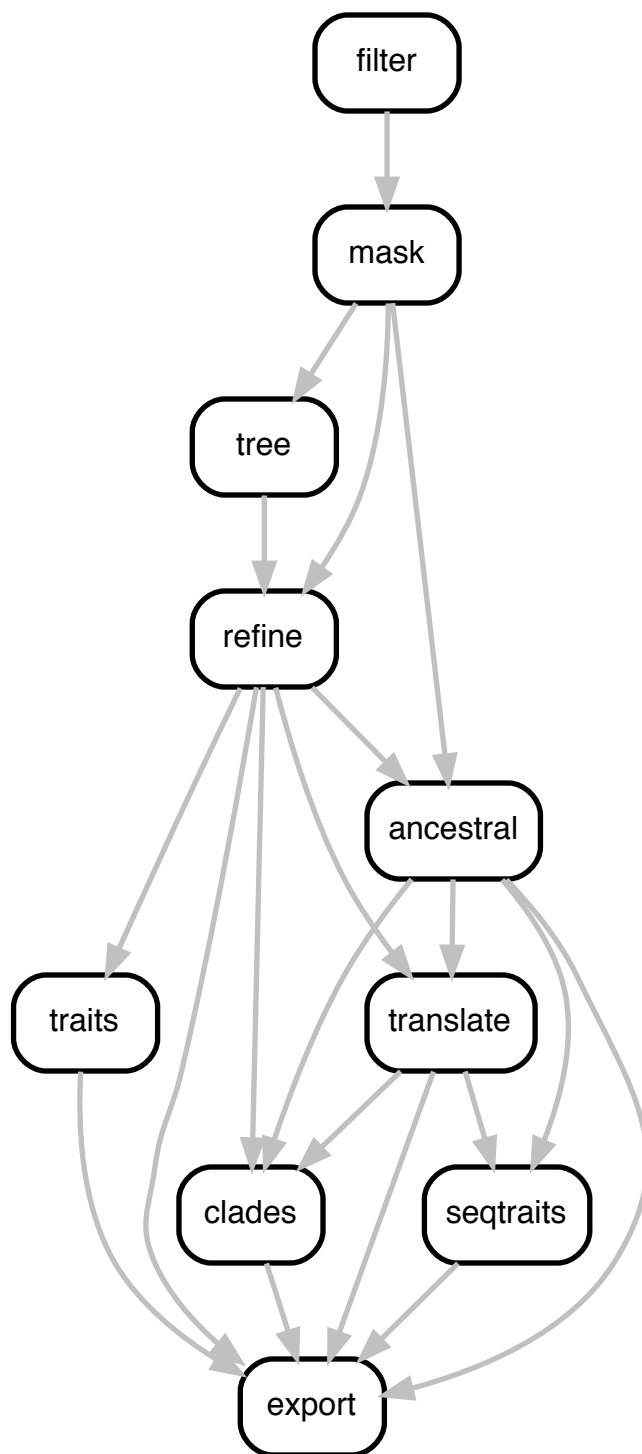 filter
mask
tree
refine
ancestral
traits
translate
clades
seqtraits
export